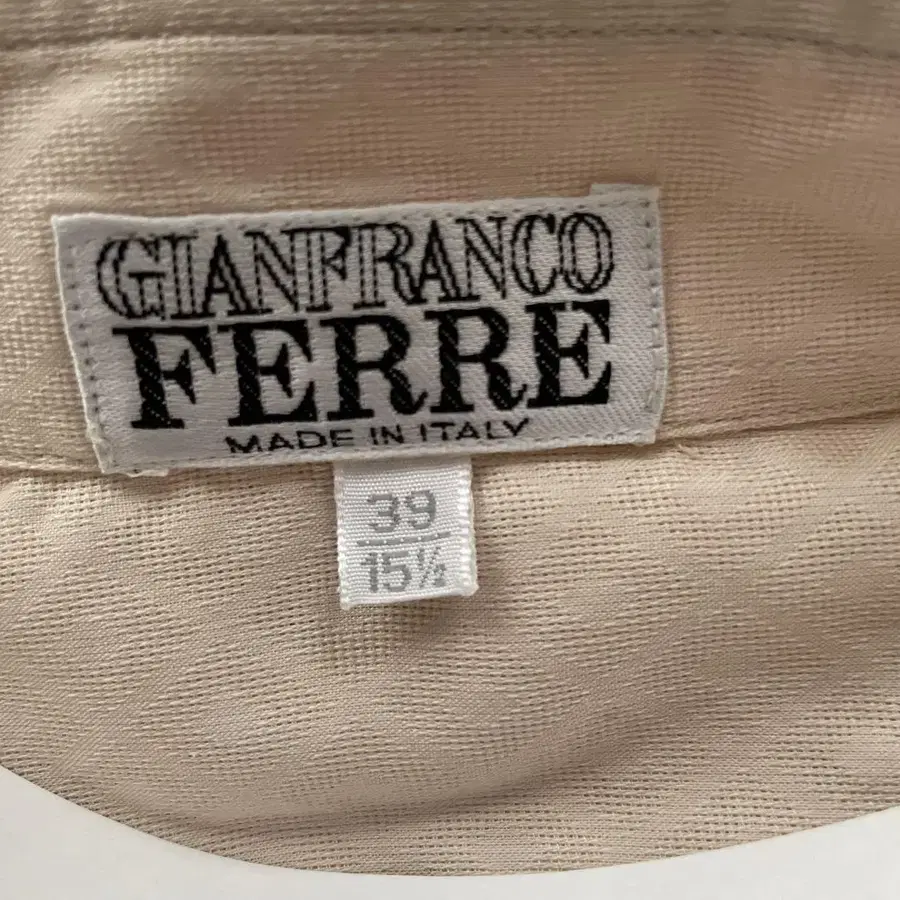 GIANFRANCO
FERRE
MADE IN ITALY
39
15½